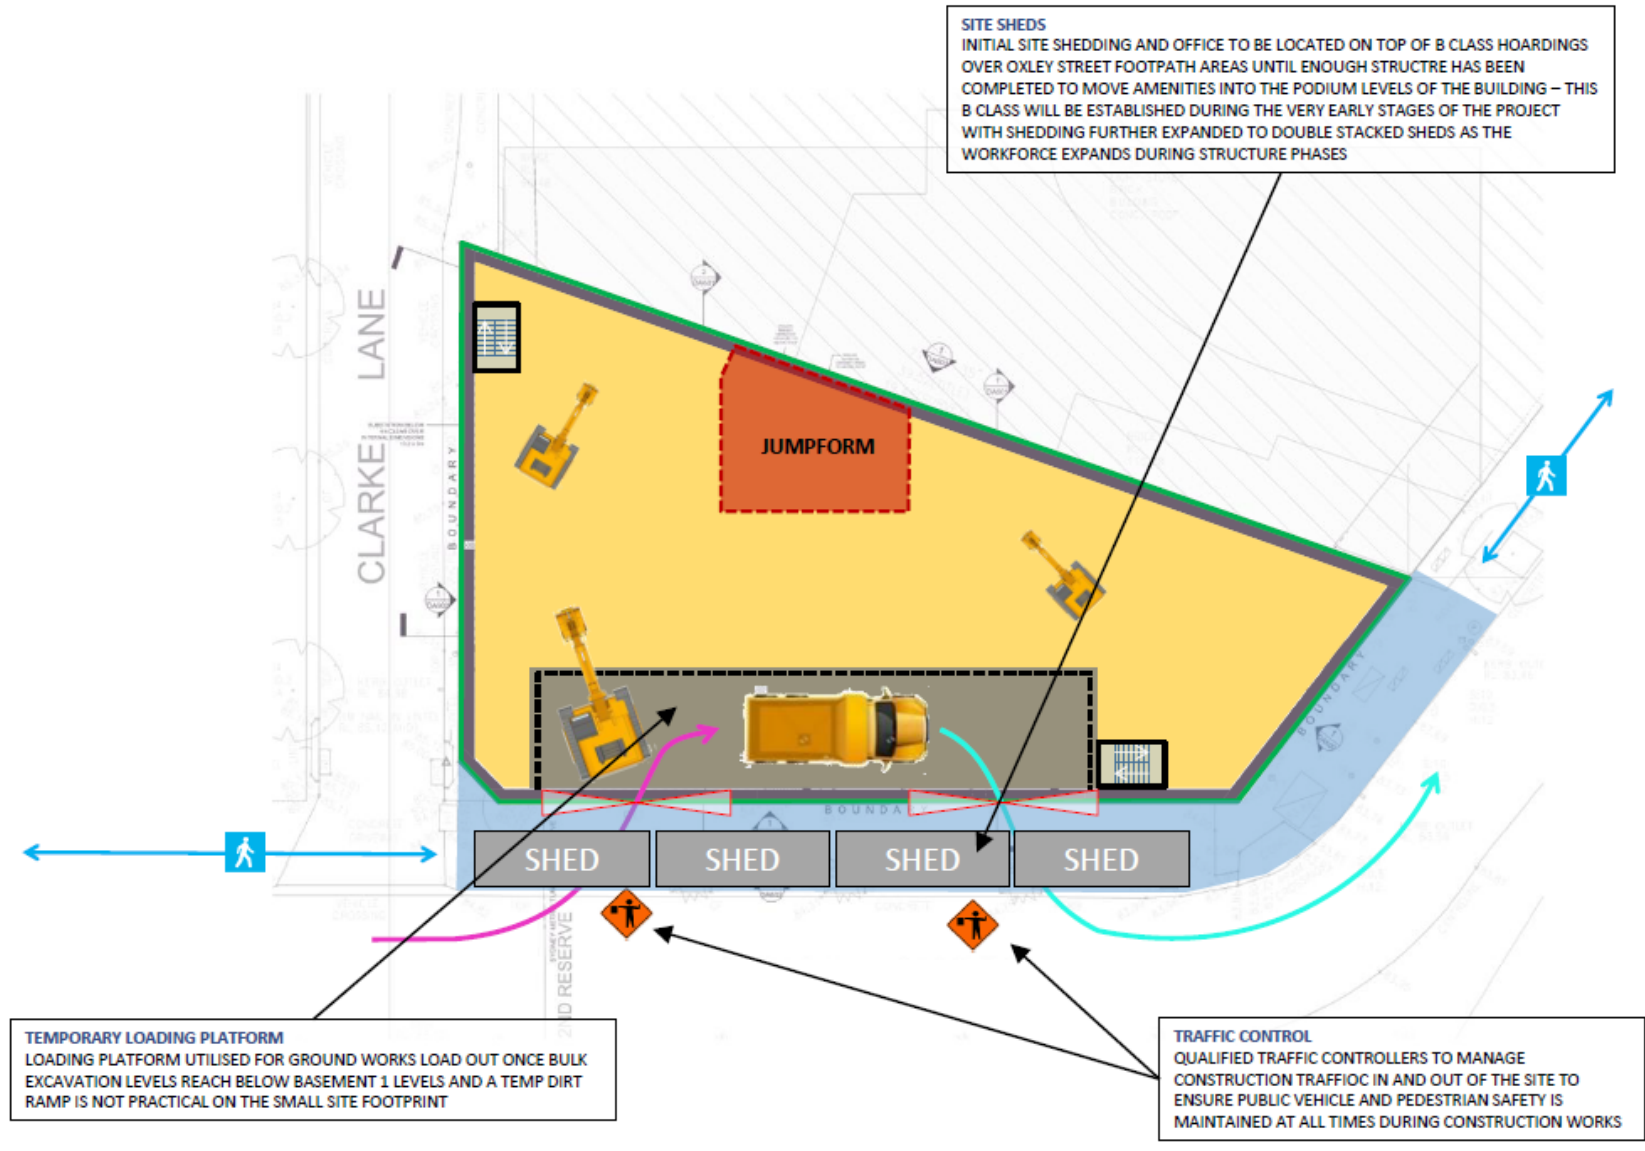 SITE SHEDS
INITIAL SITE SHEDDING AND OFFICE TO BE LOCATED ON TOP OF B CLASS HOARDINGS
OVER OXLEY STREET FOOTPATH AREAS UNTIL ENOUGH STRUCTRE HAS BEEN
COMPLETED TO MOVE AMENITIES INTO THE PODIUM LEVELS OF THE BUILDING – THIS
B CLASS WILL BE ESTABLISHED DURING THE VERY EARLY STAGES OF THE PROJECT
WITH SHEDDING FURTHER EXPANDED TO DOUBLE STACKED SHEDS AS THE
WORKFORCE EXPANDS DURING STRUCTURE PHASES
CLARKE LANE
BOUNDARY
JUMPFORM
BOUNDARY
BOUNDARY
SHED
SHED
SHED
SHED
2ND RESERVE
TEMPORARY LOADING PLATFORM
LOADING PLATFORM UTILISED FOR GROUND WORKS LOAD OUT ONCE BULK
EXCAVATION LEVELS REACH BELOW BASEMENT 1 LEVELS AND A TEMP DIRT
RAMP IS NOT PRACTICAL ON THE SMALL SITE FOOTPRINT
TRAFFIC CONTROL
QUALIFIED TRAFFIC CONTROLLERS TO MANAGE
CONSTRUCTION TRAFFIOC IN AND OUT OF THE SITE TO
ENSURE PUBLIC VEHICLE AND PEDESTRIAN SAFETY IS
MAINTAINED AT ALL TIMES DURING CONSTRUCTION WORKS